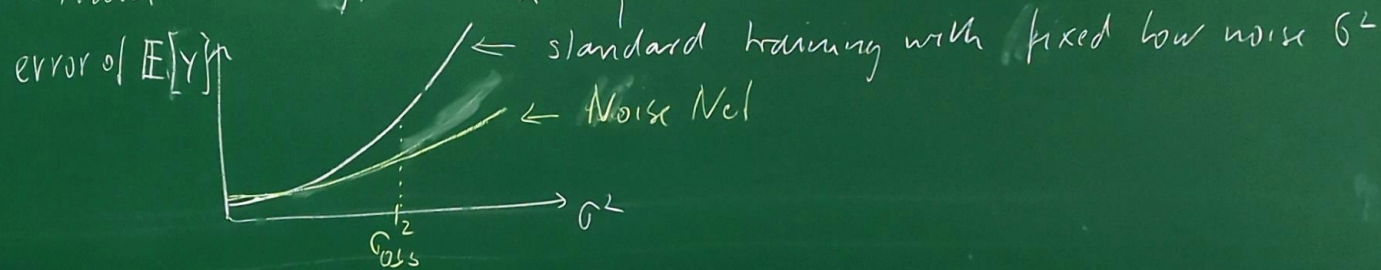 standard training with fixed low noise σ²
error of 𝔼[Y]
← Noise Net
σ²
σ²obs